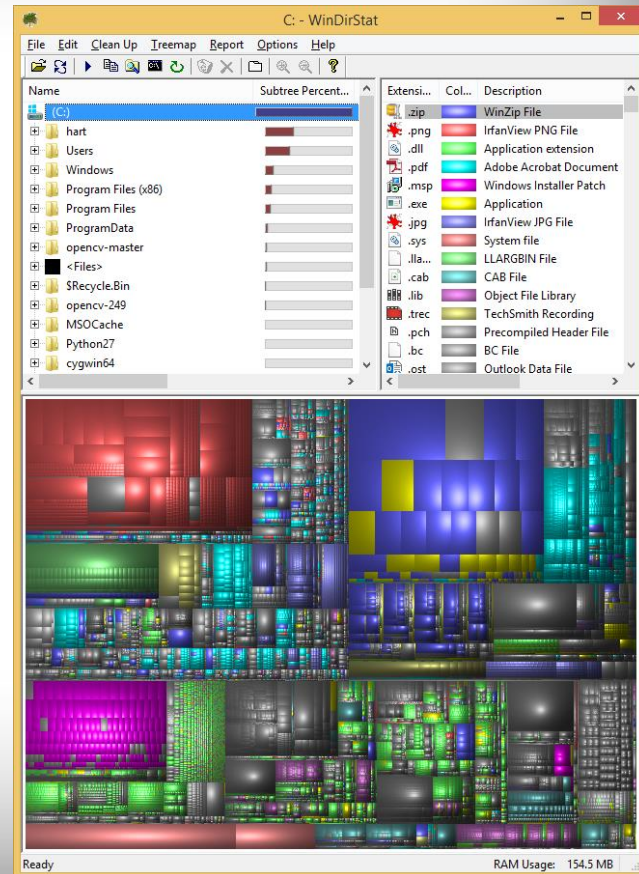 C: - WinDirStat
File Edit Clean Up Treemap Report Options Help
Name Subtree Percent...
(C:)
hart
Users
Windows
Program Files (x86)
Program Files
ProgramData
opencv-master
<Files>
$Recycle.Bin
opencv-249
MSOCache
Python27
cygwin64
Extensi... Col... Description
.zip WinZip File
.png IrfanView PNG File
.dll Application extension
.pdf Adobe Acrobat Document
.msp Windows Installer Patch
.exe Application
.jpg IrfanView JPG File
.sys System file
.lla... LLARGBIN File
.cab CAB File
.lib Object File Library
.trec TechSmith Recording
.pch Precompiled Header File
.bc BC File
.ost Outlook Data File
Ready RAM Usage: 154.5 MB